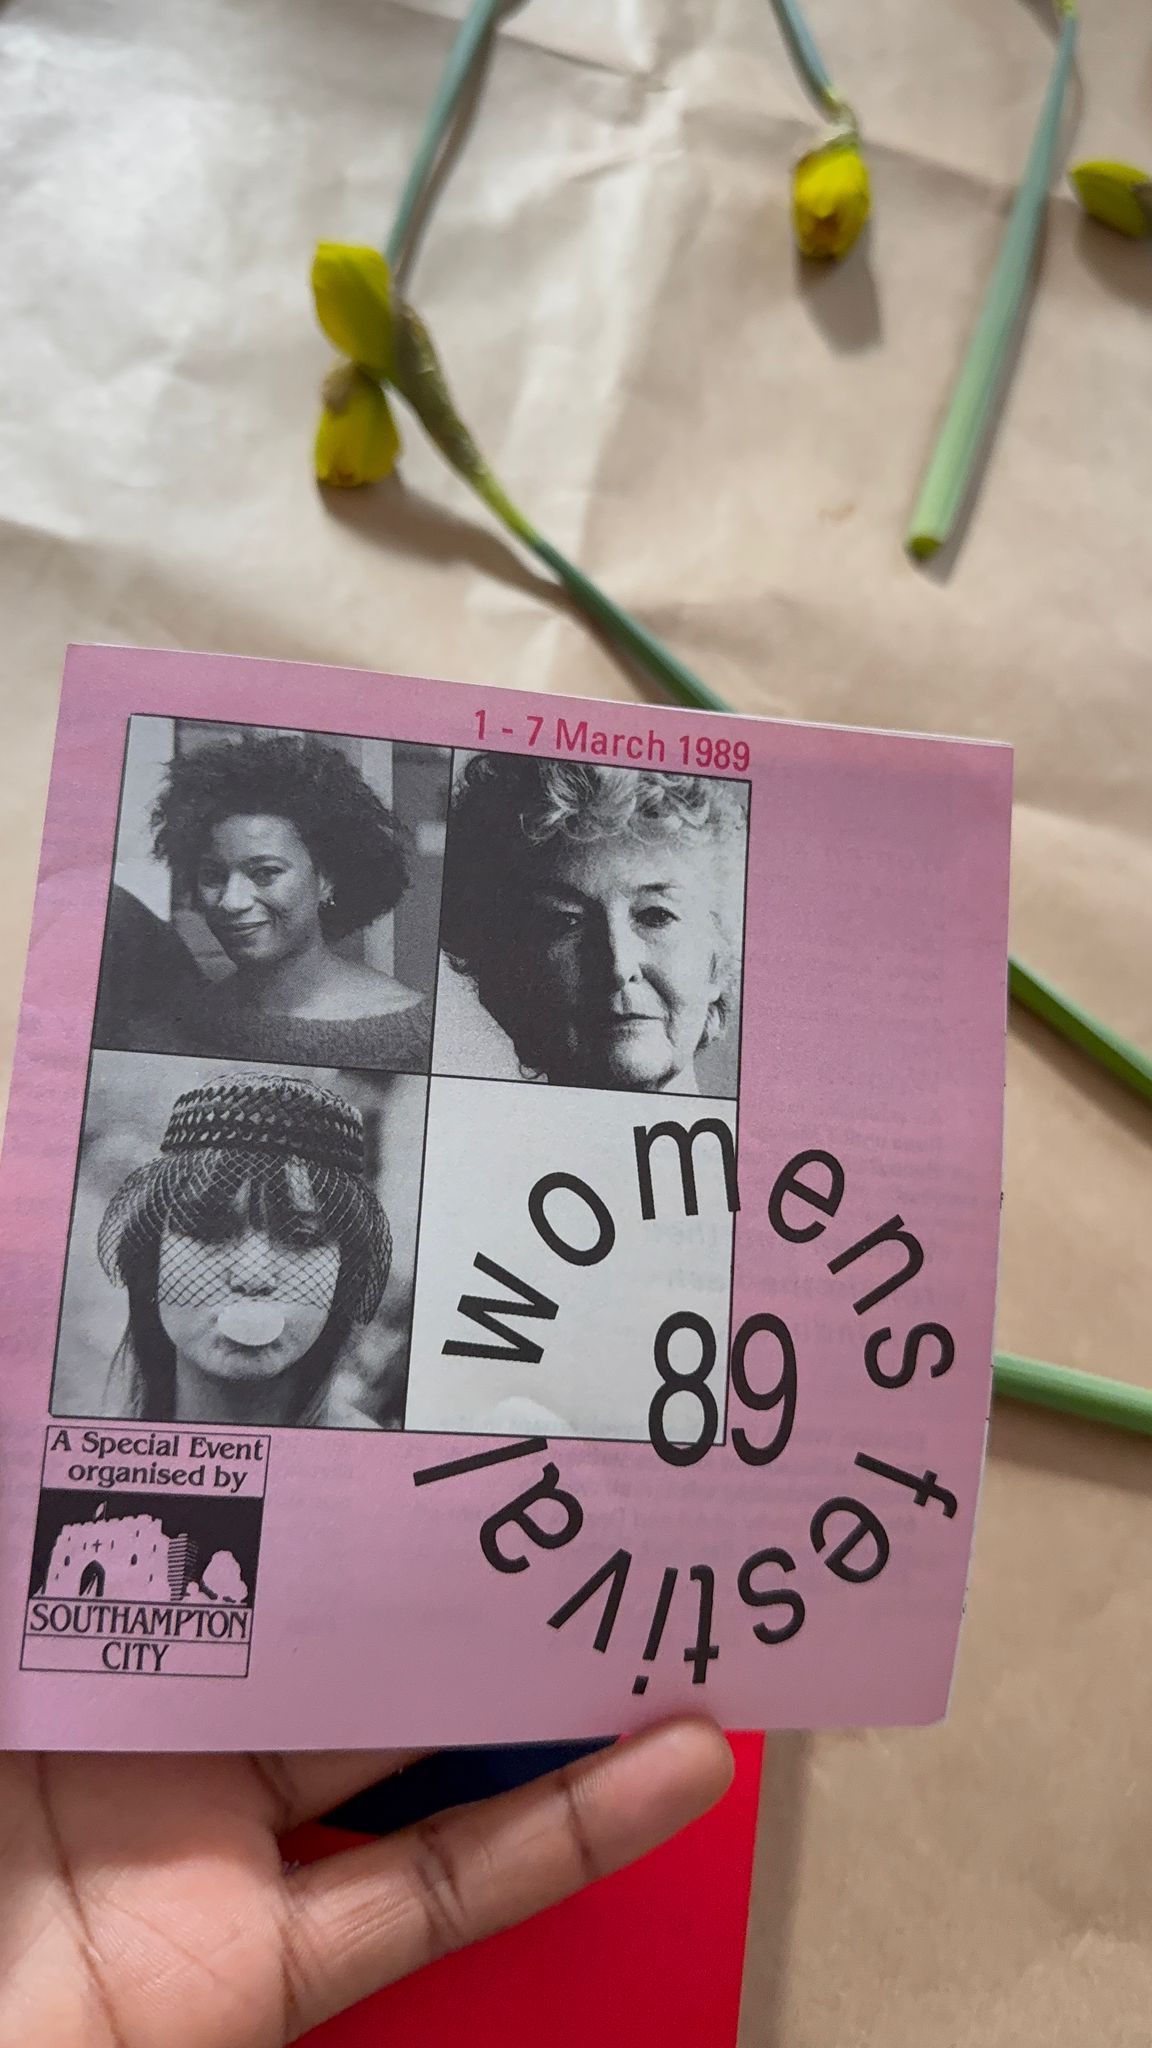 1 - 7 March 1989
womens festival
89
A Special Event
organised by
SOUTHAMPTON
CITY